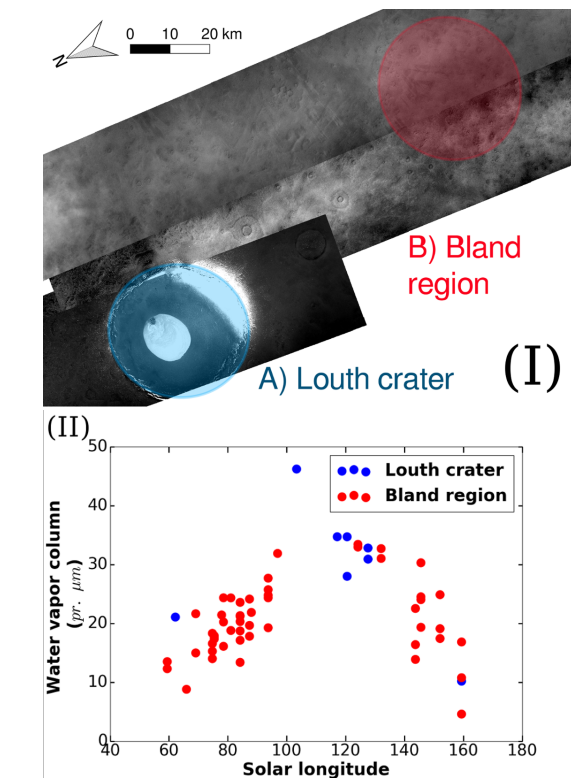 N
0 10 20 km
B) Bland
region
(I)
A) Louth crater
(II)
Water vapor column
(pr. μm)
50
40
30
20
10
0
Louth crater
Bland region
40 60 80 100 120 140 160 180
Solar longitude